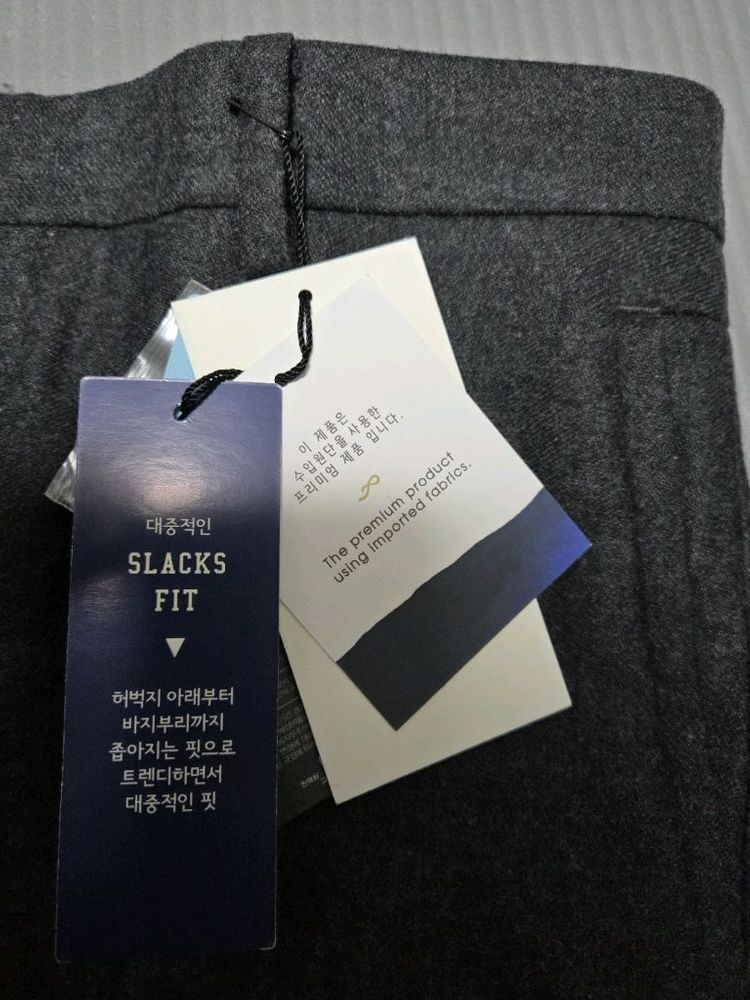 이 제품은
수입원단을 사용한
프리미엄 제품 입니다.
The premium product
using imported fabrics.
대중적인
SLACKS
FIT
허벅지 아래부터
바지부리까지
좁아지는 핏으로
트렌디하면서
대중적인 핏